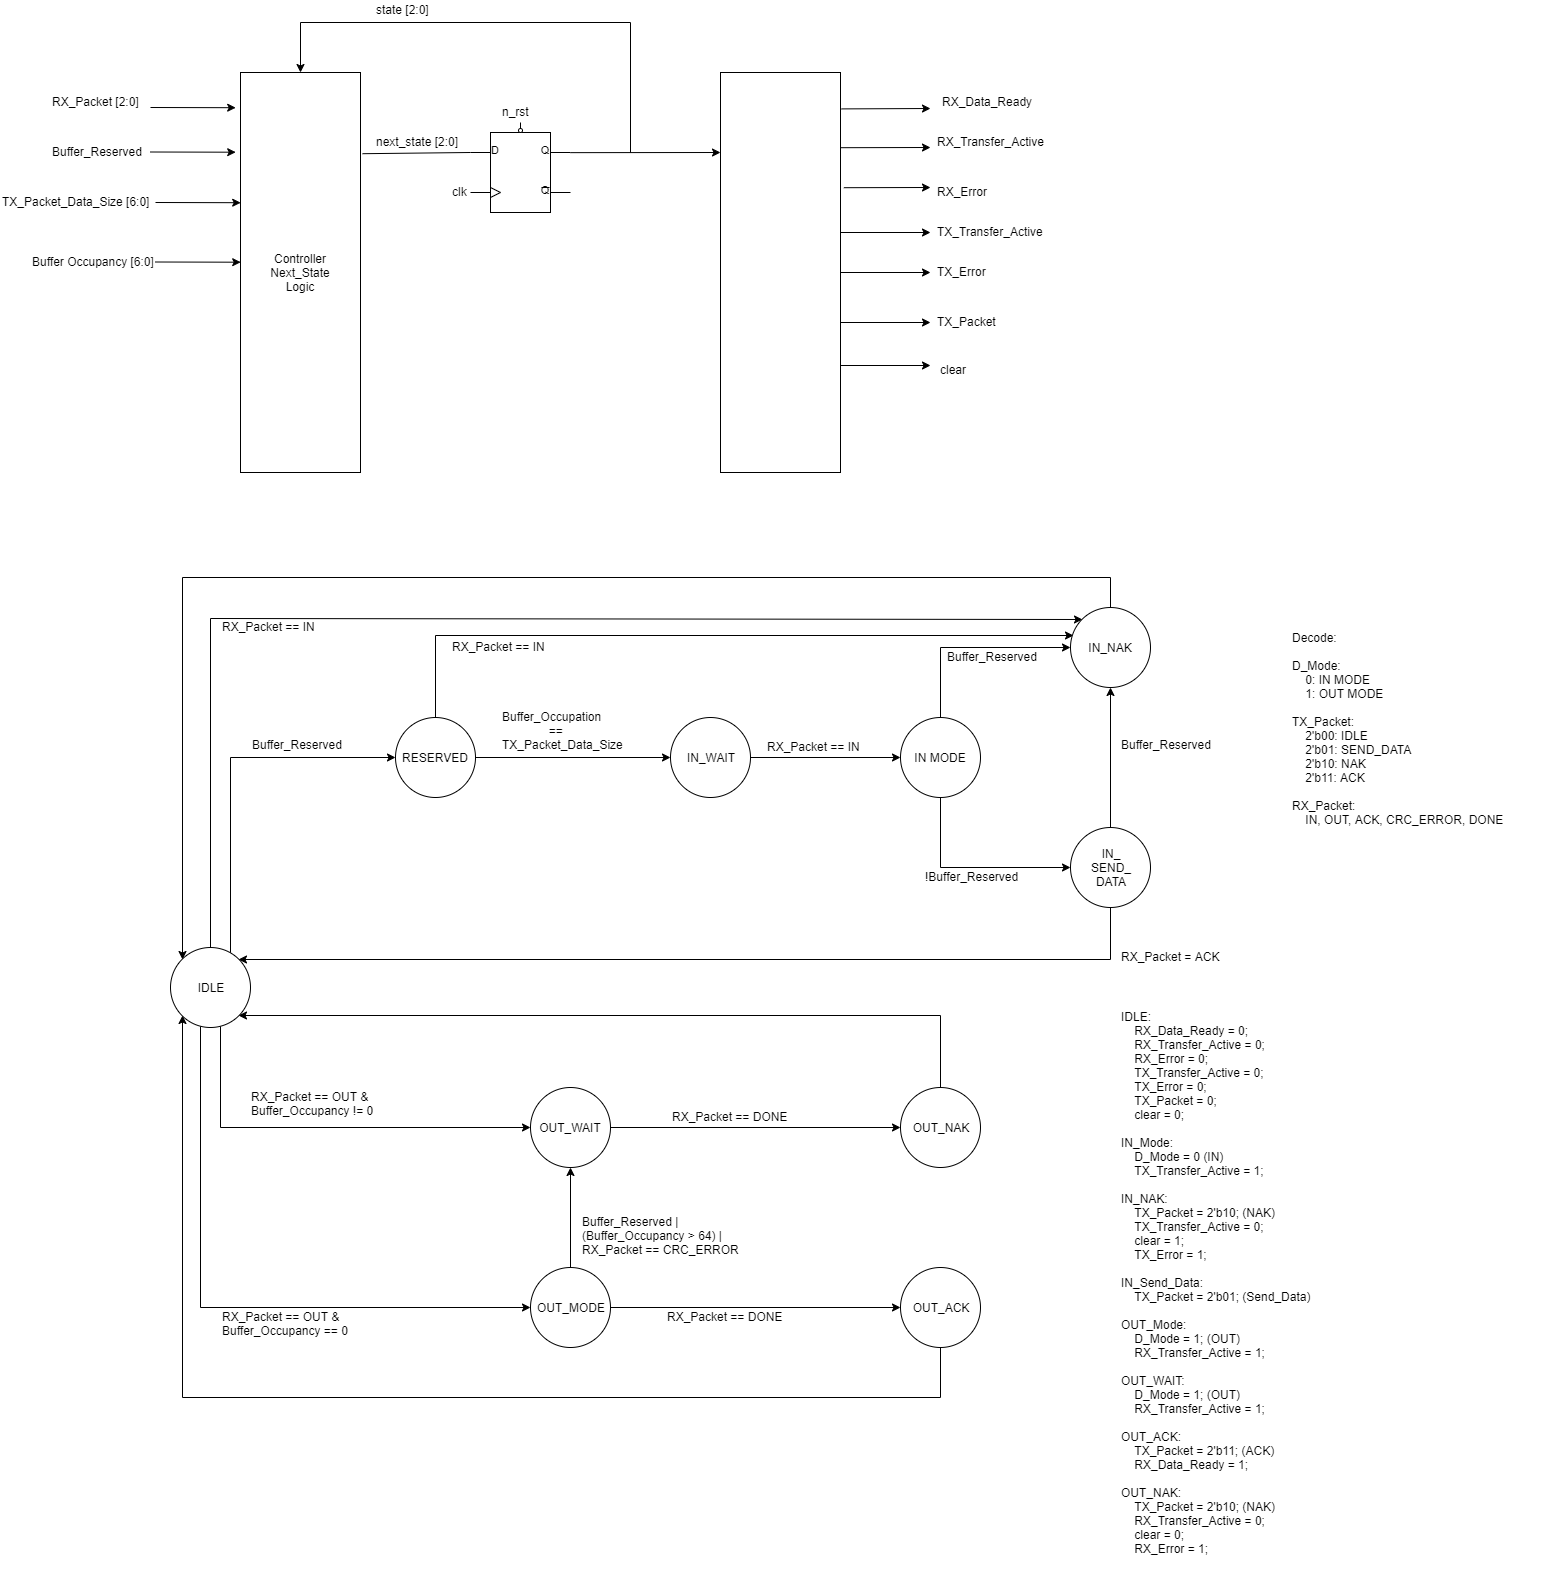 state [2:0]
RX_Packet [2:0]
Buffer_Reserved
TX_Packet_Data_Size [6:0]
Buffer Occupancy [6:0]
Controller
Next_State
Logic
next_state [2:0]
n_rst
D
Q
clk
Q
RX_Data_Ready
RX_Transfer_Active
RX_Error
TX_Transfer_Active
TX_Error
TX_Packet
clear
RX_Packet == IN
RX_Packet == IN
Buffer_Reserved
IN_NAK
Buffer_Reserved
RESERVED
Buffer_Occupation
==
TX_Packet_Data_Size
IN_WAIT
RX_Packet == IN
IN MODE
Buffer_Reserved
!Buffer_Reserved
IN_
SEND_
DATA
RX_Packet = ACK
IDLE
Decode:
D_Mode:
0: IN MODE
1: OUT MODE
TX_Packet:
2'b00: IDLE
2'b01: SEND_DATA
2'b10: NAK
2'b11: ACK
RX_Packet:
IN, OUT, ACK, CRC_ERROR, DONE
RX_Packet == OUT &
Buffer_Occupancy != 0
OUT_WAIT
RX_Packet == DONE
OUT_NAK
Buffer_Reserved |
(Buffer_Occupancy > 64) |
RX_Packet == CRC_ERROR
RX_Packet == OUT &
Buffer_Occupancy == 0
OUT_MODE
RX_Packet == DONE
OUT_ACK
IDLE:
RX_Data_Ready = 0;
RX_Transfer_Active = 0;
RX_Error = 0;
TX_Transfer_Active = 0;
TX_Error = 0;
TX_Packet = 0;
clear = 0;
IN_Mode:
D_Mode = 0 (IN)
TX_Transfer_Active = 1;
IN_NAK:
TX_Packet = 2'b10; (NAK)
TX_Transfer_Active = 0;
clear = 1;
TX_Error = 1;
IN_Send_Data:
TX_Packet = 2'b01; (Send_Data)
OUT_Mode:
D_Mode = 1; (OUT)
RX_Transfer_Active = 1;
OUT_WAIT:
D_Mode = 1; (OUT)
RX_Transfer_Active = 1;
OUT_ACK:
TX_Packet = 2'b11; (ACK)
RX_Data_Ready = 1;
OUT_NAK:
TX_Packet = 2'b10; (NAK)
RX_Transfer_Active = 0;
clear = 0;
RX_Error = 1;